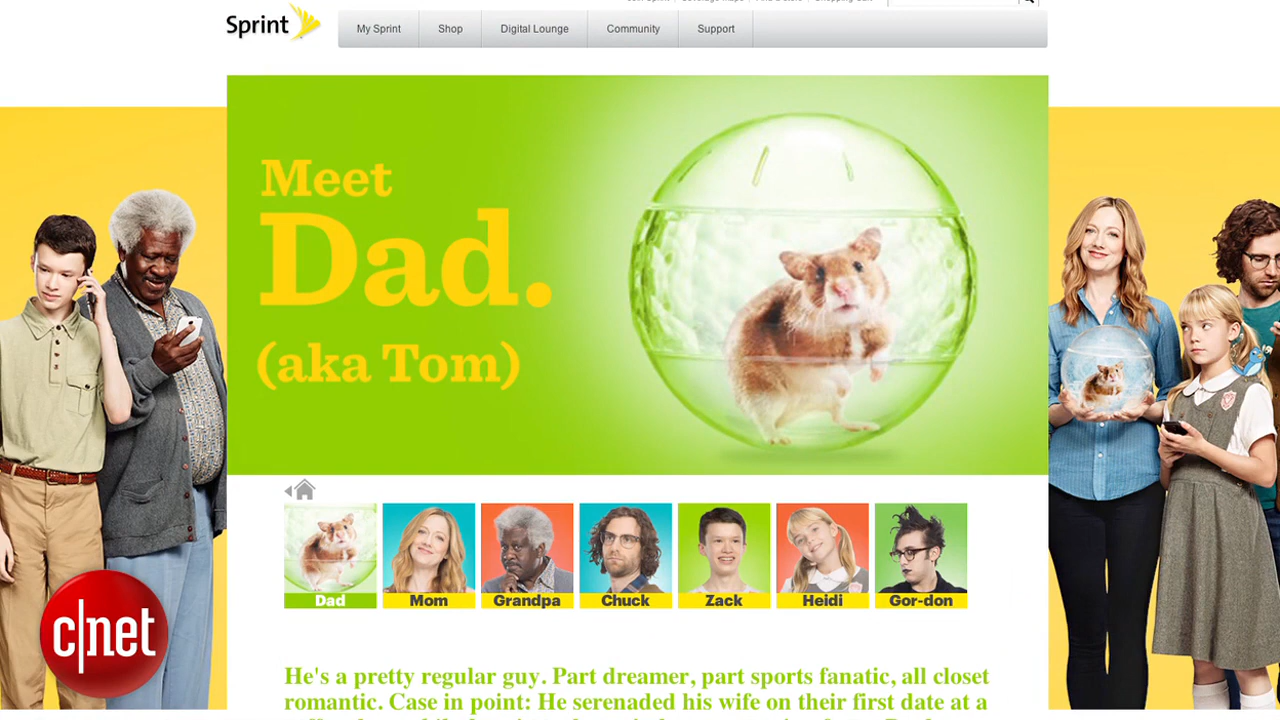 Sprint
My Sprint
Shop
Digital Lounge
Community
Support
Meet
Dad.
(aka Tom)
Dad
Mom
Grandpa
Chuck
Zack
Heidi
Gor-don
c|net
He's a pretty regular guy. Part dreamer, part sports fanatic, all closet
romantic. Case in point: He serenaded his wife on their first date at a